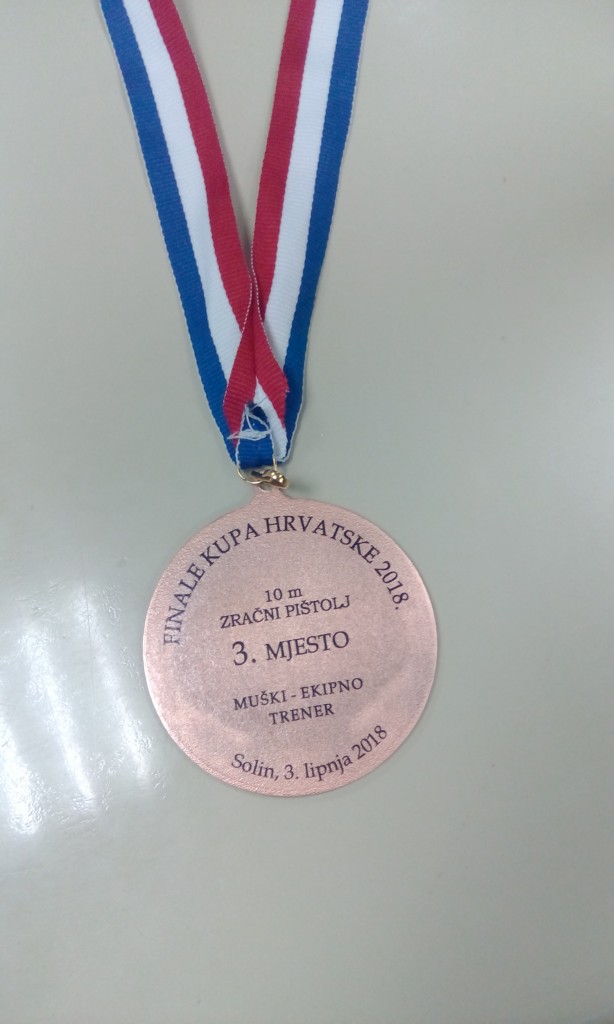 FINALE KUPA HRVATSKE 2018.
10 m
ZRAČNI PIŠTOLJ
3. MJESTO
MUŠKI - EKIPNO
TRENER
Solin, 3. lipnja 2018